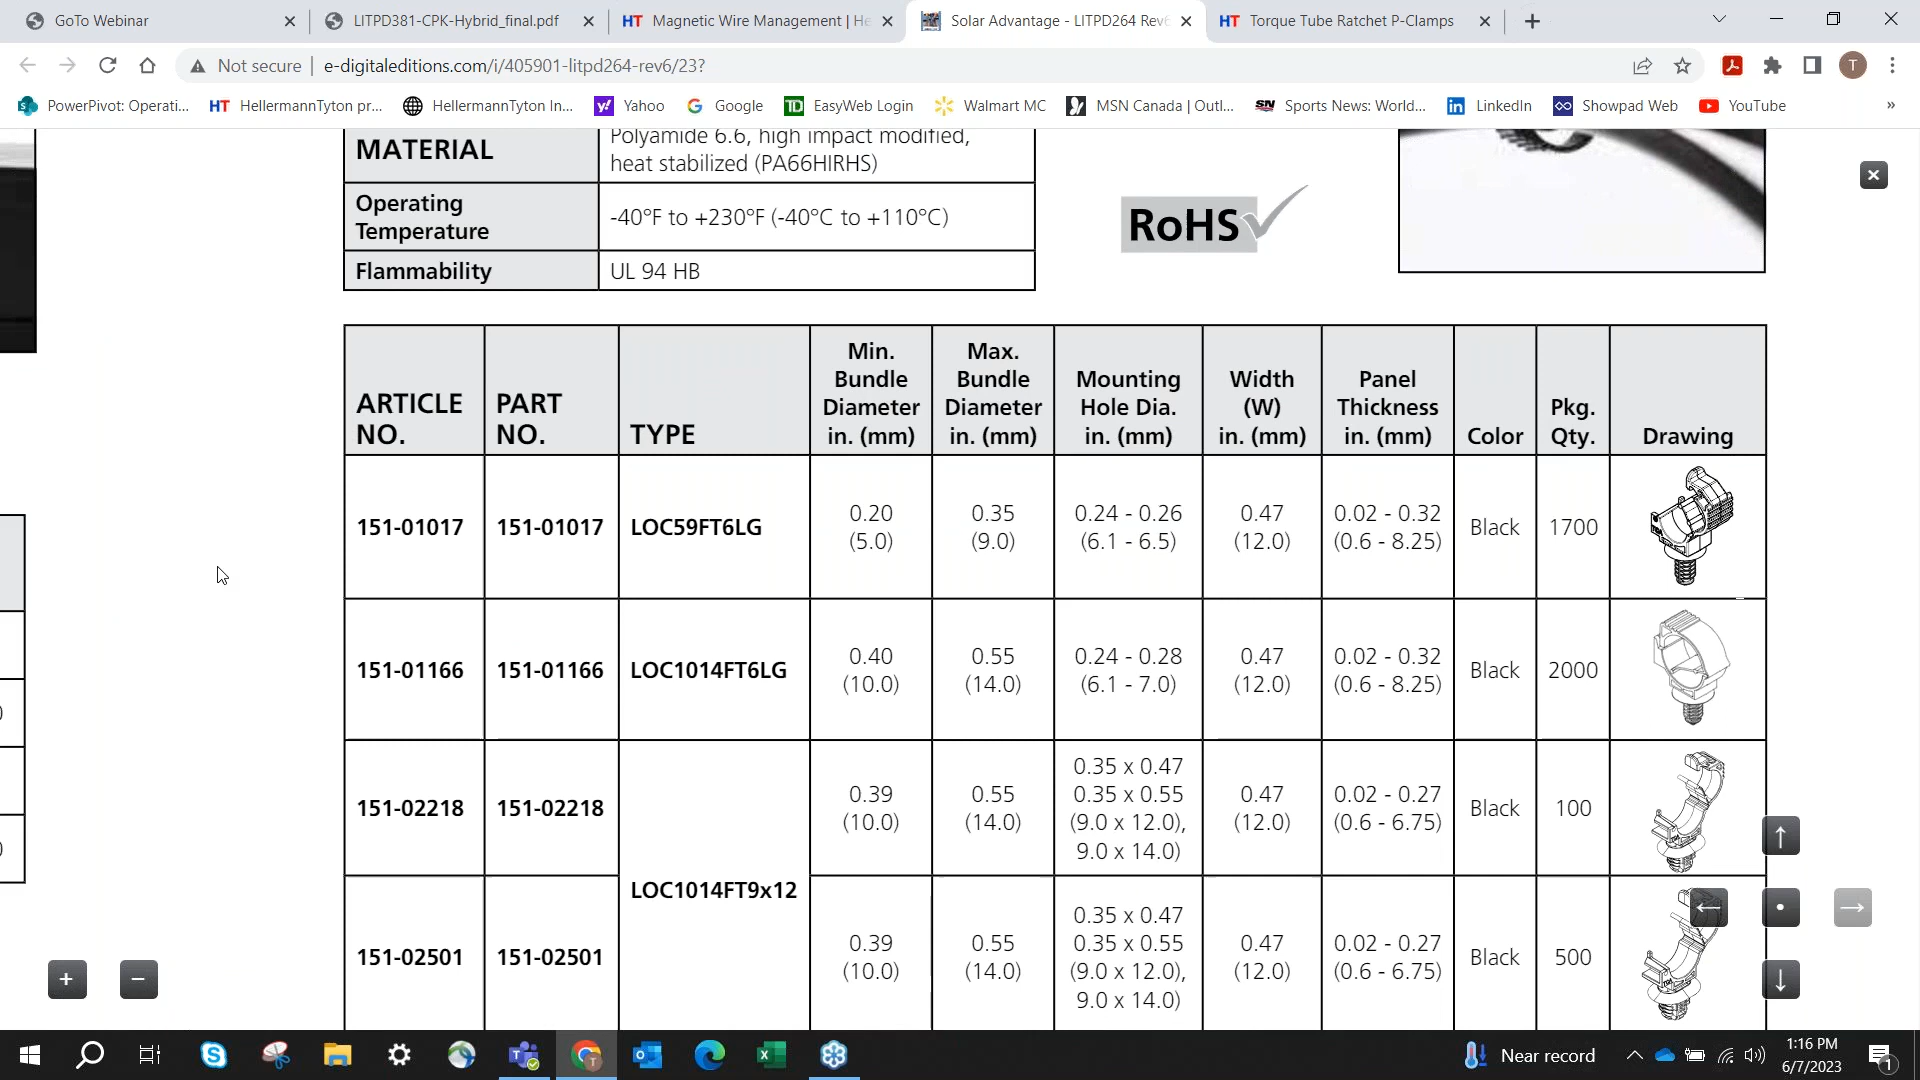 GoTo Webinar
LITPD381-CPK-Hybrid_final.pdf
HT Magnetic Wire Management | He
Solar Advantage - LITPD264 Rev6
HT Torque Tube Ratchet P-Clamps
Not secure | e-digitaleditions.com/i/405901-litpd264-rev6/23?
T
PowerPivot: Operati...
HT HellermannTyton pr...
HellermannTyton In...
Yahoo
Google
EasyWeb Login
Walmart MC
MSN Canada | Outl...
Sports News: World...
LinkedIn
Showpad Web
YouTube
»
MATERIAL
Polyamide 6.6, high impact modified,
heat stabilized (PA66HIRHS)
Operating
Temperature
-40°F to +230°F (-40°C to +110°C)
Flammability
UL 94 HB
RoHS
ARTICLE
NO.
PART
NO.
TYPE
Min.
Bundle
Diameter
in. (mm)
Max.
Bundle
Diameter
in. (mm)
Mounting
Hole Dia.
in. (mm)
Width
(W)
in. (mm)
Panel
Thickness
in. (mm)
Color
Pkg.
Qty.
Drawing
151-01017
151-01017
LOC59FT6LG
0.20
(5.0)
0.35
(9.0)
0.24 - 0.26
(6.1 - 6.5)
0.47
(12.0)
0.02 - 0.32
(0.6 - 8.25)
Black
1700
151-01166
151-01166
LOC1014FT6LG
0.40
(10.0)
0.55
(14.0)
0.24 - 0.28
(6.1 - 7.0)
0.47
(12.0)
0.02 - 0.32
(0.6 - 8.25)
Black
2000
151-02218
151-02218
LOC1014FT9x12
0.39
(10.0)
0.55
(14.0)
0.35 x 0.47
0.35 x 0.55
(9.0 x 12.0),
9.0 x 14.0)
0.47
(12.0)
0.02 - 0.27
(0.6 - 6.75)
Black
100
151-02501
151-02501
0.39
(10.0)
0.55
(14.0)
0.35 x 0.47
0.35 x 0.55
(9.0 x 12.0),
9.0 x 14.0)
0.47
(12.0)
0.02 - 0.27
(0.6 - 6.75)
Black
500
Near record
1:16 PM
6/7/2023
1